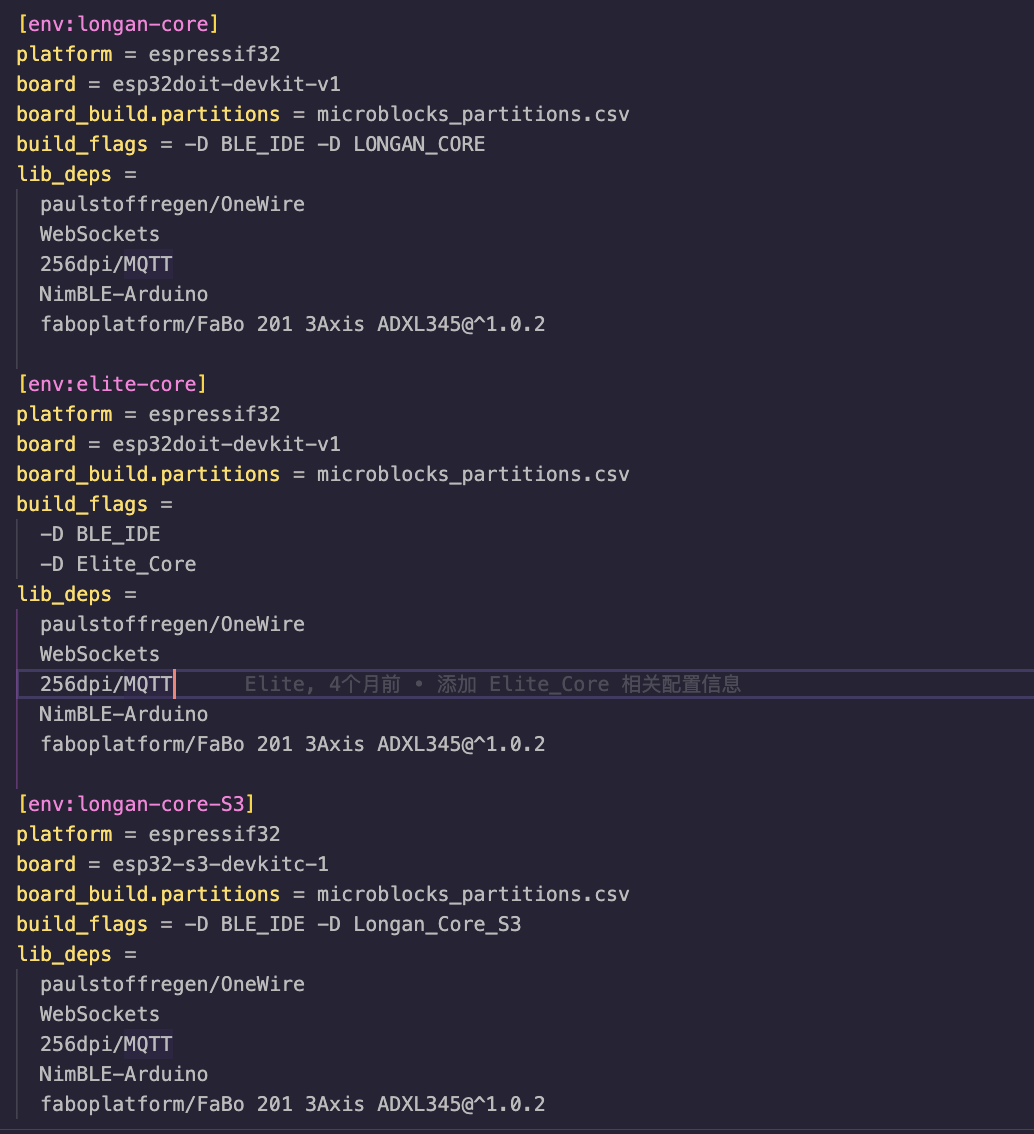 [env:longan-core]
platform = espressif32
board = esp32doit-devkit-v1
board_build.partitions = microblocks_partitions.csv
build_flags = -D BLE_IDE -D LONGAN_CORE
lib_deps =
paulstoffregen/OneWire
WebSockets
256dpi/MQTT
NimBLE-Arduino
faboplatform/FaBo 201 3Axis ADXL345@^1.0.2
[env:elite-core]
platform = espressif32
board = esp32doit-devkit-v1
board_build.partitions = microblocks_partitions.csv
build_flags =
-D BLE_IDE
-D Elite_Core
lib_deps =
paulstoffregen/OneWire
WebSockets
256dpi/MQTT Elite, 4个月前 • 添加 Elite_Core 相关配置信息
NimBLE-Arduino
faboplatform/FaBo 201 3Axis ADXL345@^1.0.2
[env:longan-core-S3]
platform = espressif32
board = esp32-s3-devkitc-1
board_build.partitions = microblocks_partitions.csv
build_flags = -D BLE_IDE -D Longan_Core_S3
lib_deps =
paulstoffregen/OneWire
WebSockets
256dpi/MQTT
NimBLE-Arduino
faboplatform/FaBo 201 3Axis ADXL345@^1.0.2